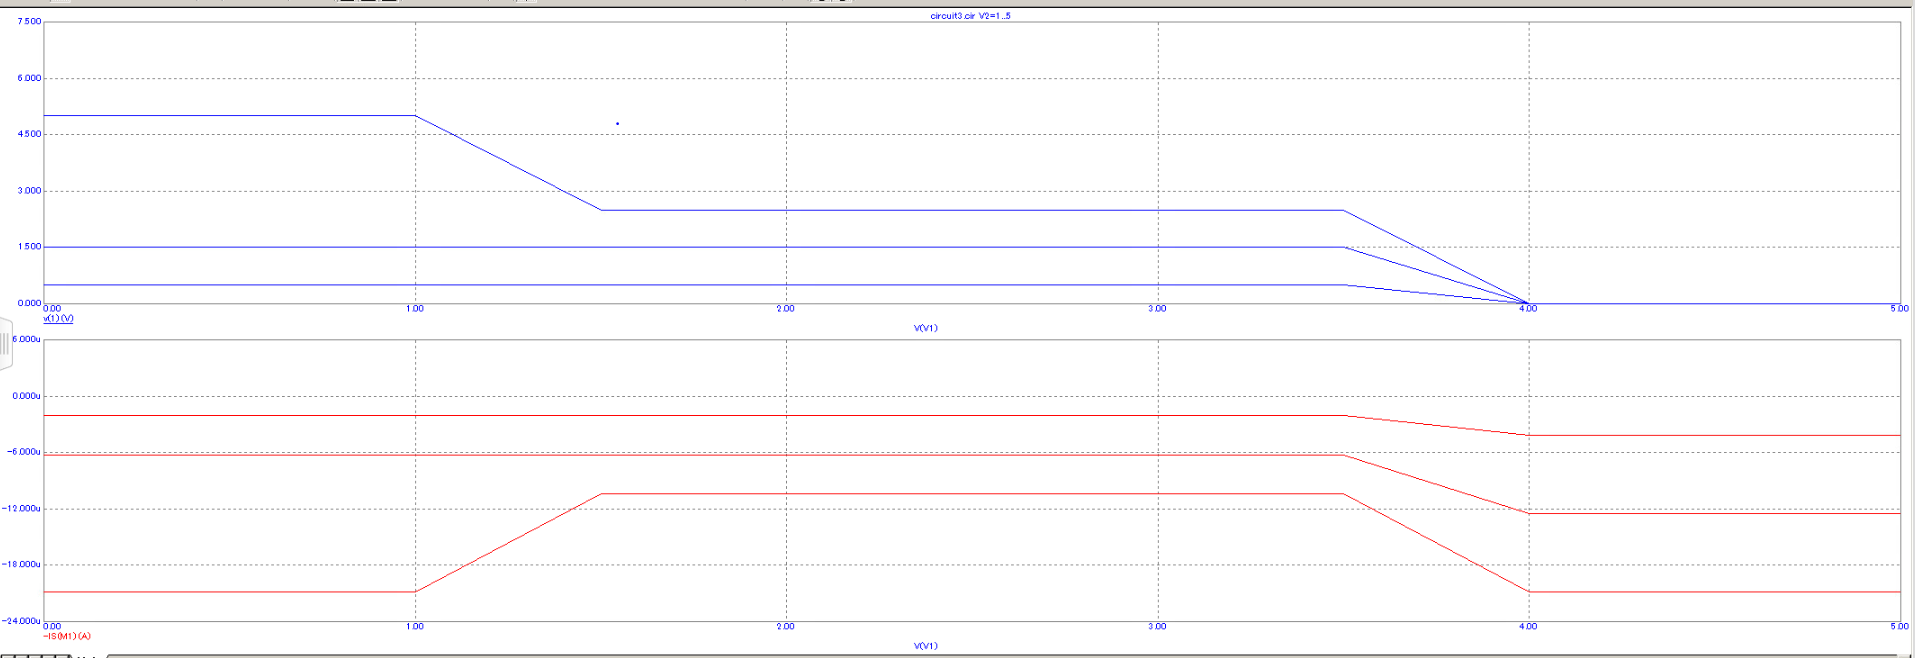 circuit3.cir V2=1..5
7.500
6.000
4.500
3.000
1.500
0.000
0.00 1.00 2.00 3.00 4.00 5.00
v(1) (V)
V(V1)
6.000u
0.000u
-6.000u
-12.000u
-18.000u
-24.000u
0.00 1.00 2.00 3.00 4.00 5.00
-IS(M1) (A)
V(V1)